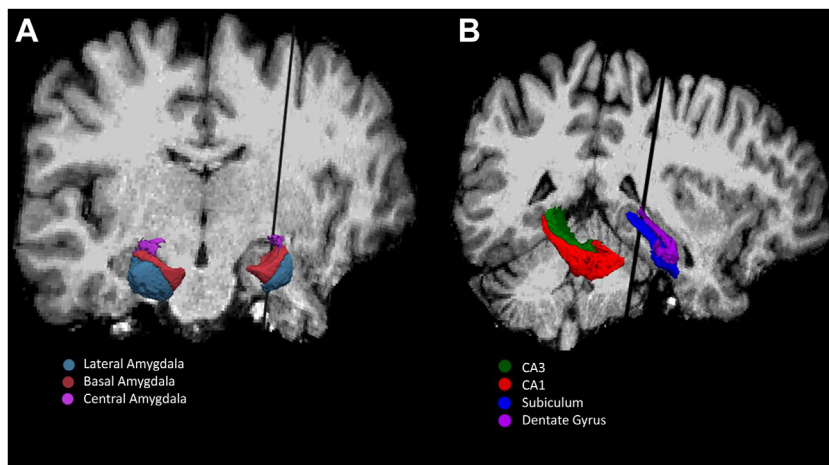 A
B
Lateral Amygdala
Basal Amygdala
Central Amygdala
CA3
CA1
Subiculum
Dentate Gyrus